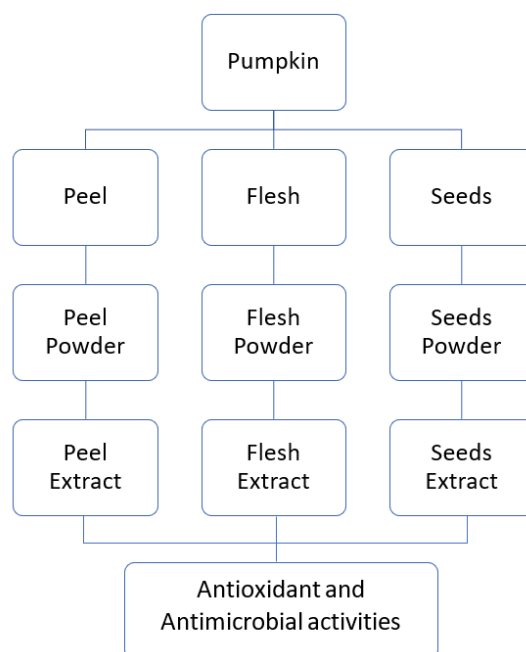 Pumpkin
Peel
Flesh
Seeds
Peel
Powder
Flesh
Powder
Seeds
Powder
Peel
Extract
Flesh
Extract
Seeds
Extract
Antioxidant and
Antimicrobial activities